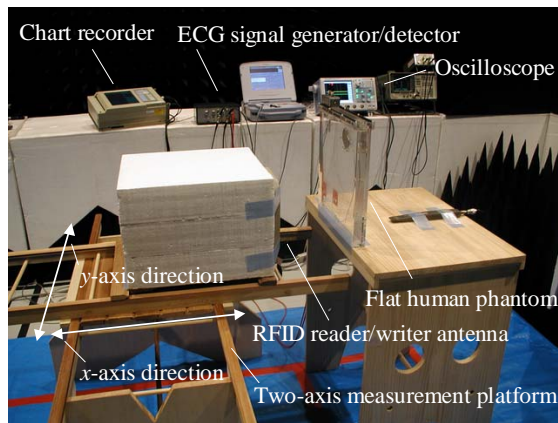 Chart recorder
ECG signal generator/detector
Oscilloscope
y-axis direction
Flat human phantom
RFID reader/writer antenna
x-axis direction
Two-axis measurement platform